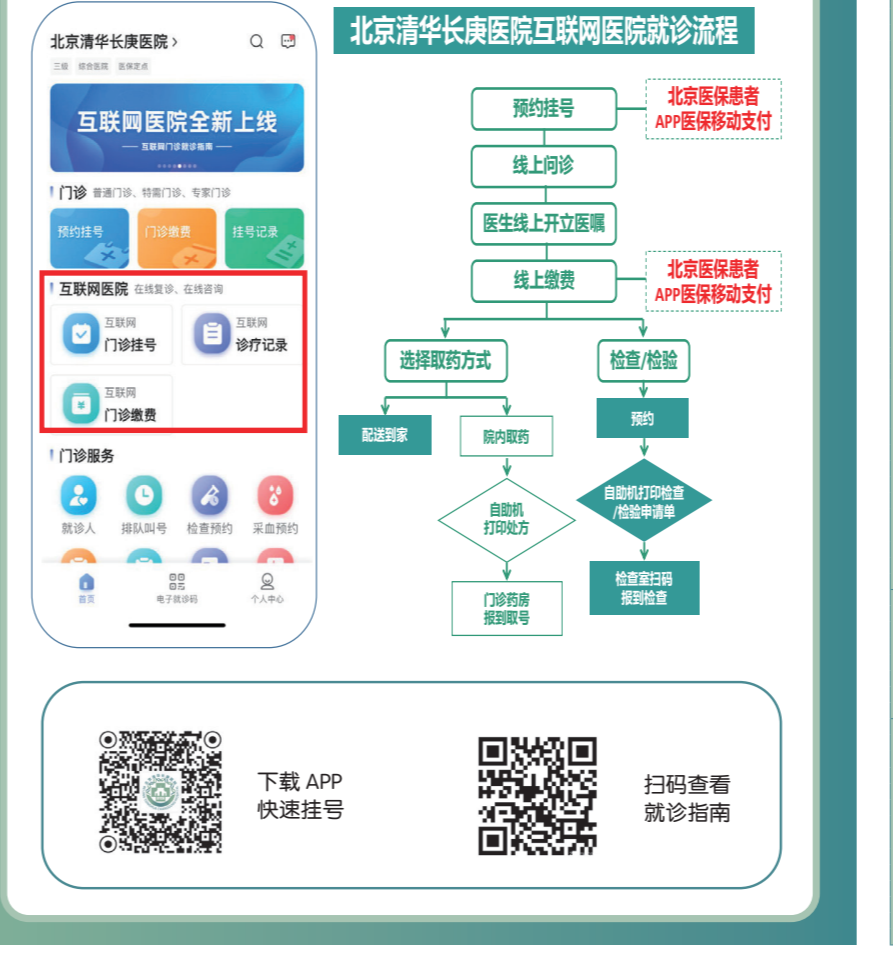 北京清华长庚医院
三级 综合医院 医保定点
互联网医院全新上线
互联网门诊就诊指南
门诊 普通门诊、特需门诊、专家门诊
预约挂号 门诊缴费 挂号记录
互联网医院 在线复诊、在线咨询
互联网
门诊挂号
互联网
诊疗记录
互联网
门诊缴费
门诊服务
就诊人 排队叫号 检查预约 采血预约
首页 电子就诊码 个人中心
北京清华长庚医院互联网医院就诊流程
预约挂号
北京医保患者
APP医保移动支付
线上问诊
医生线上开立医嘱
线上缴费
北京医保患者
APP医保移动支付
选择取药方式
检查/检验
配送到家
院内取药
预约
自助机
打印处方
自助机打印检查
/检验申请单
门诊药房
报到取号
检查室扫码
报到检查
下载 APP
快速挂号
扫码查看
就诊指南